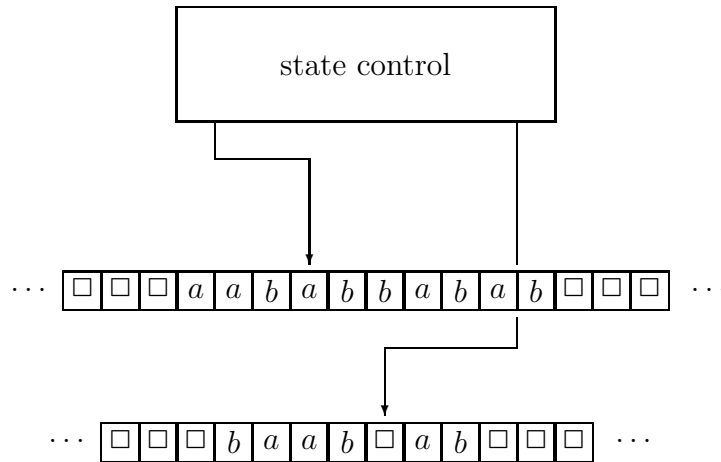 state control
··· □ □ □ a a b a b b a b a b □ □ □ ···
··· □ □ □ b a a b □ a b □ □ □ ···